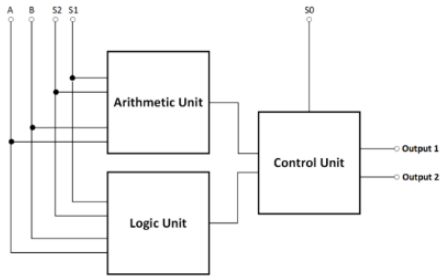 A B S2 S1 S0
Arithmetic Unit
Control Unit
Output 1
Output 2
Logic Unit